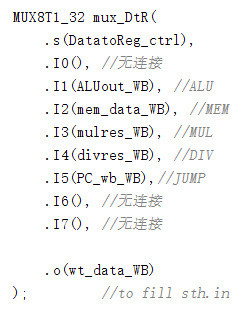 MUX8T1_32 mux_DtR(
.s(DatatoReg_ctrl),
.I0(), //无连接
.I1(ALUout_WB), //ALU
.I2(mem_data_WB), //MEM
.I3(mulres_WB), //MUL
.I4(divres_WB), //DIV
.I5(PC_wb_WB),//JUMP
.I6(), //无连接
.I7(), //无连接
.o(wt_data_WB)
); //to fill sth.in